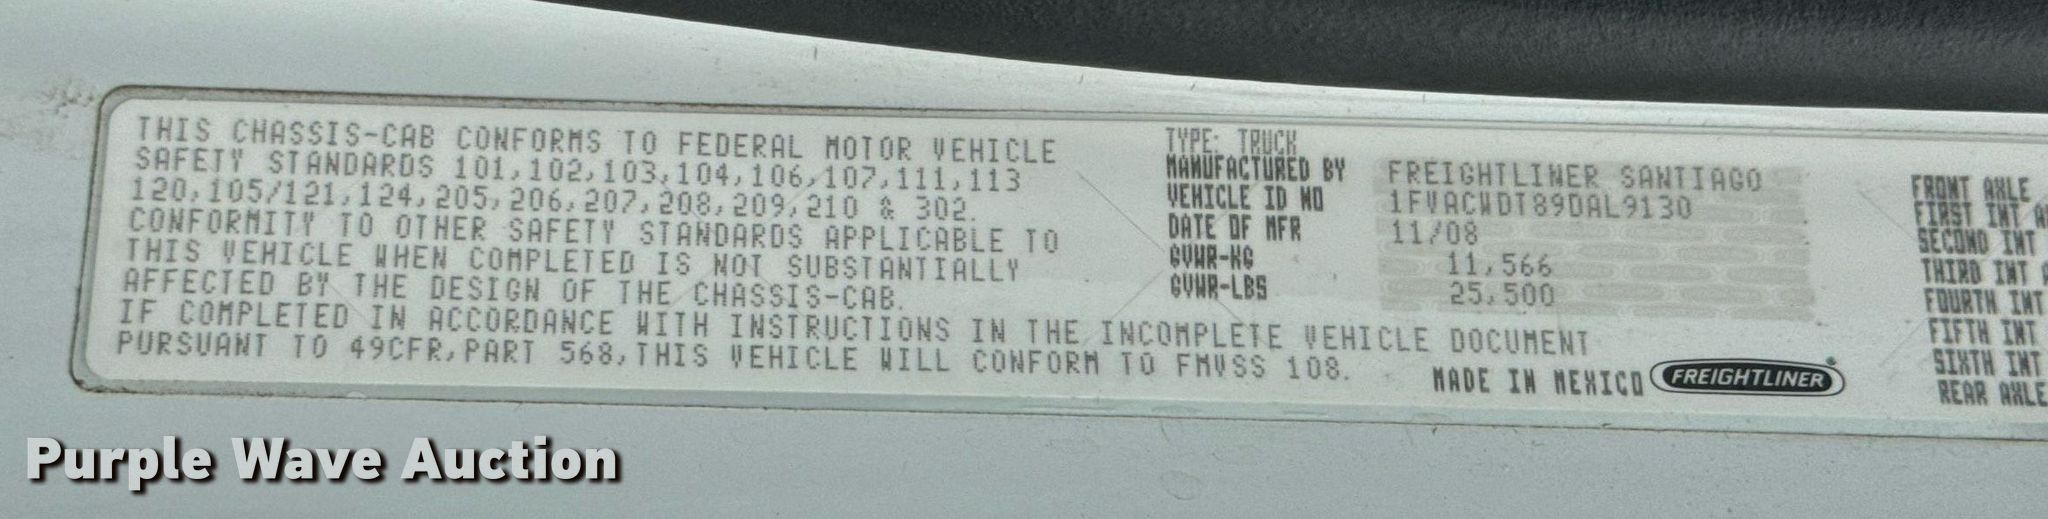 THIS CHASSIS-CAB CONFORMS TO FEDERAL MOTOR VEHICLE
SAFETY STANDARDS 101,102,103,104,106,107,111,113
120,105/121,124,205,206,207,208,209,210 & 302.
CONFORMITY TO OTHER SAFETY STANDARDS APPLICABLE TO
THIS VEHICLE WHEN COMPLETED IS NOT SUBSTANTIALLY
AFFECTED BY THE DESIGN OF THE CHASSIS-CAB.
IF COMPLETED IN ACCORDANCE WITH INSTRUCTIONS IN THE INCOMPLETE VEHICLE DOCUMENT
PURSUANT TO 49CFR,PART 568,THIS VEHICLE WILL CONFORM TO FMVSS 108.
TYPE: TRUCK
MANUFACTURED BY FREIGHTLINER SANTIAGO
VEHICLE ID NO 1FVACWDT89DAL9130
DATE OF MFR 11/08
GVWR-KG 11,566
GVWR-LBS 25,500
MADE IN MEXICO FREIGHTLINER
FRONT AXLE
FIRST INT
SECOND INT
THIRD INT
FOURTH INT
FIFTH INT
SIXTH INT
REAR AXLE
Purple Wave Auction